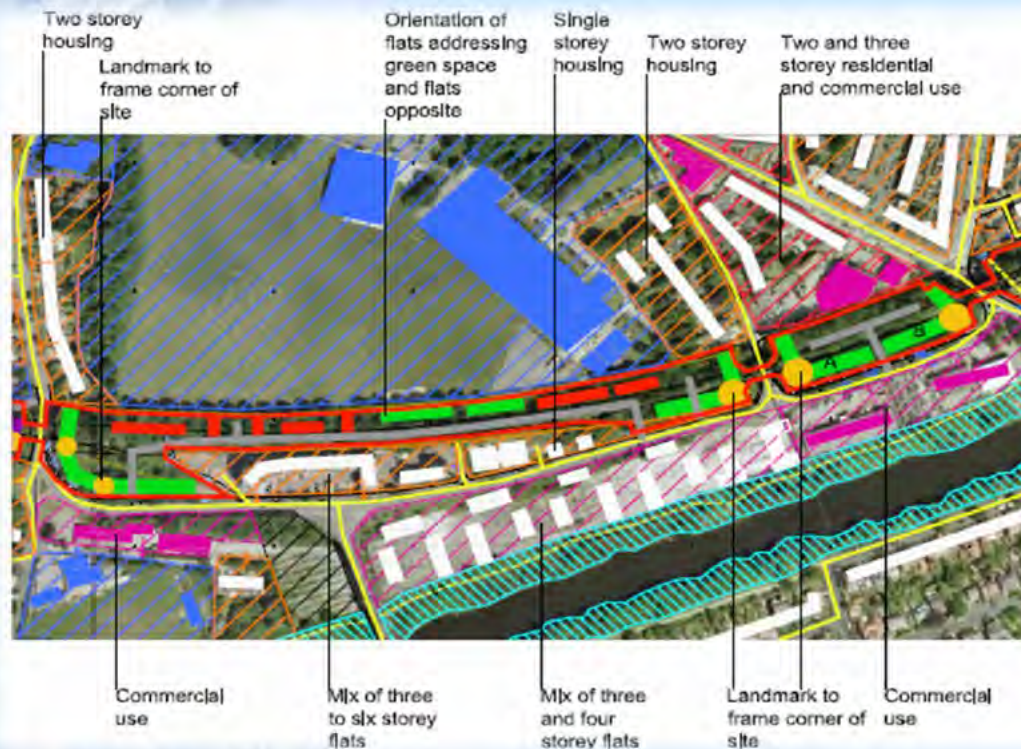 Two storey
housing
Landmark to
frame corner of
site
Orientation of
flats addressing
green space
and flats
opposite
Single
storey
housing
Two storey
housing
Two and three
storey residential
and commercial use
A
B
Commercial
use
Mix of three
to six storey
flats
Mix of three
and four
storey flats
Landmark to
frame corner of
site
Commercial
use